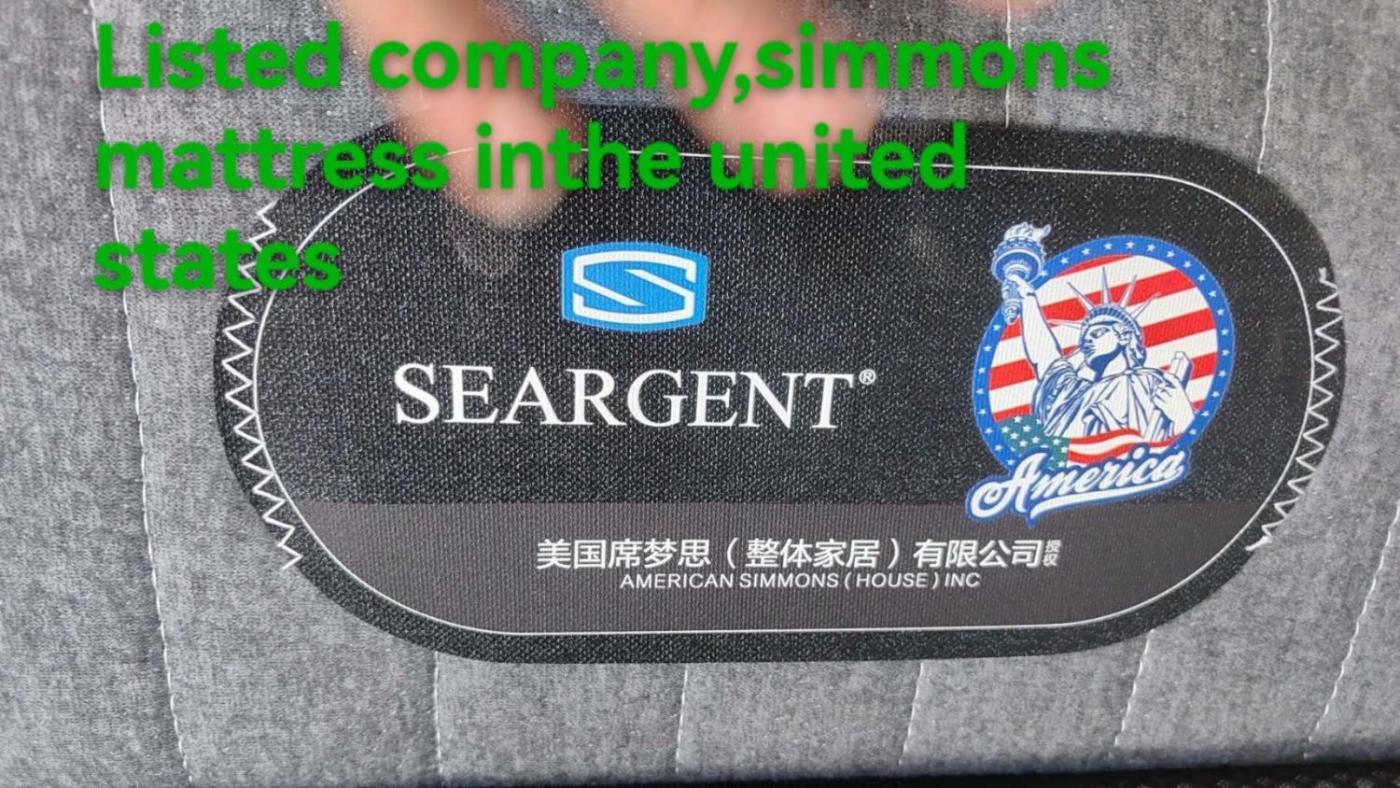 Listed company,simmons
mattress inthe united
states
SEARGENT®
America
美国席梦思（整体家居）有限公司授权
AMERICAN SIMMONS (HOUSE) INC